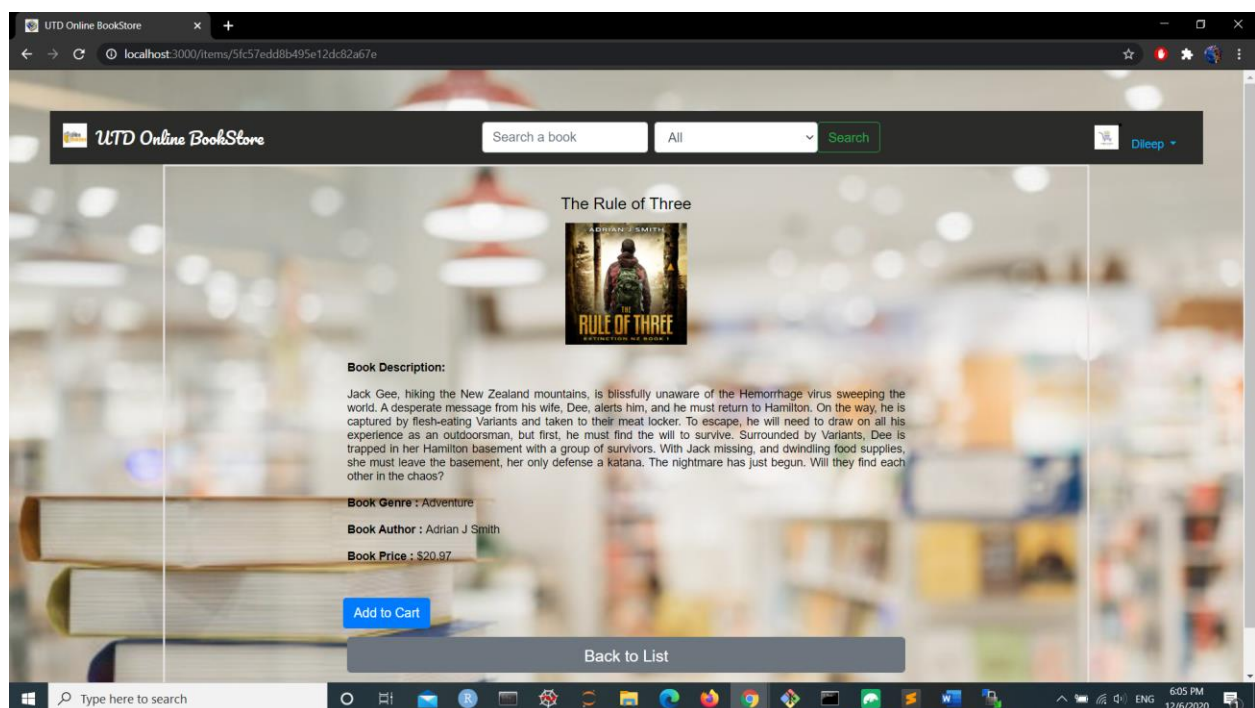 UTD Online BookStore
localhost:3000/items/5fc57edd8b495e12dc82a67e
UTD Online BookStore
Search a book
All
Search
Dileep
The Rule of Three
ADRIAN J SMITH
THE
RULE OF THREE
EXTINCTION NZ BOOK 1
Book Description:
Jack Gee, hiking the New Zealand mountains, is blissfully unaware of the Hemorrhage virus sweeping the
world. A desperate message from his wife, Dee, alerts him, and he must return to Hamilton. On the way, he is
captured by flesh-eating Variants and taken to their meat locker. To escape, he will need to draw on all his
experience as an outdoorsman, but first, he must find the will to survive. Surrounded by Variants, Dee is
trapped in her Hamilton basement with a group of survivors. With Jack missing, and dwindling food supplies,
she must leave the basement, her only defense a katana. The nightmare has just begun. Will they find each
other in the chaos?
Book Genre : Adventure
Book Author : Adrian J Smith
Book Price : $20.97
Add to Cart
Back to List
Type here to search
ENG
6:05 PM
12/6/2020